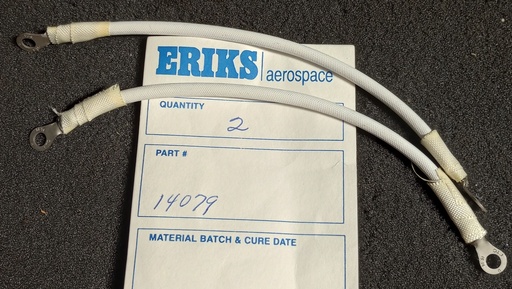 ERIKS aerospace
QUANTITY
2
PART #
14079
MATERIAL BATCH & CURE DATE